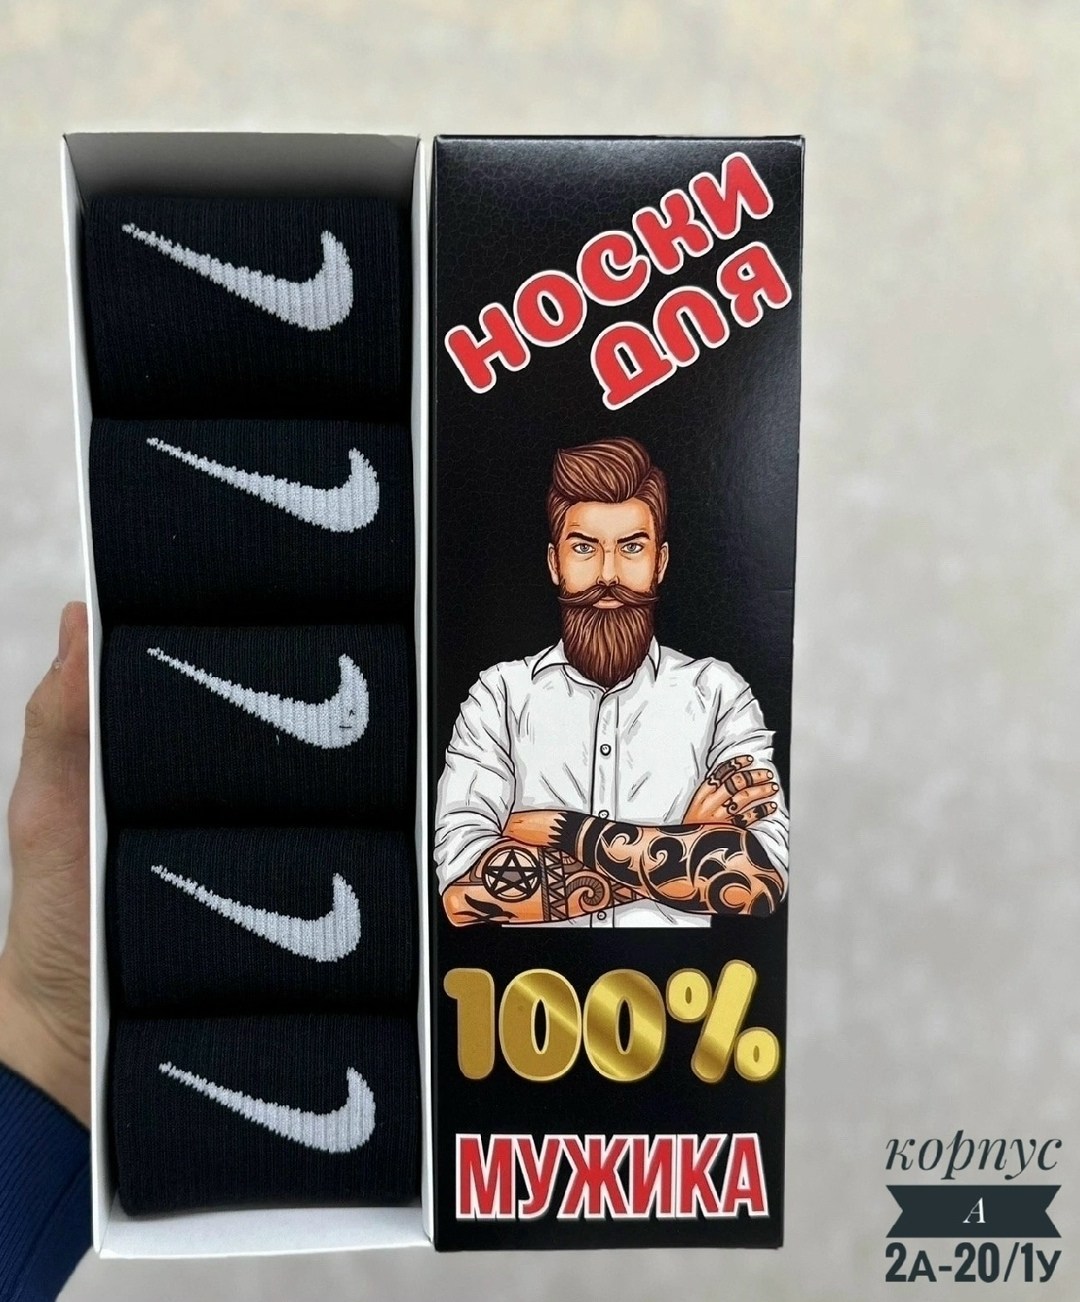 НОСКИ
ДЛЯ
100%
МУЖИКА
корпус
А
2А-20/1У